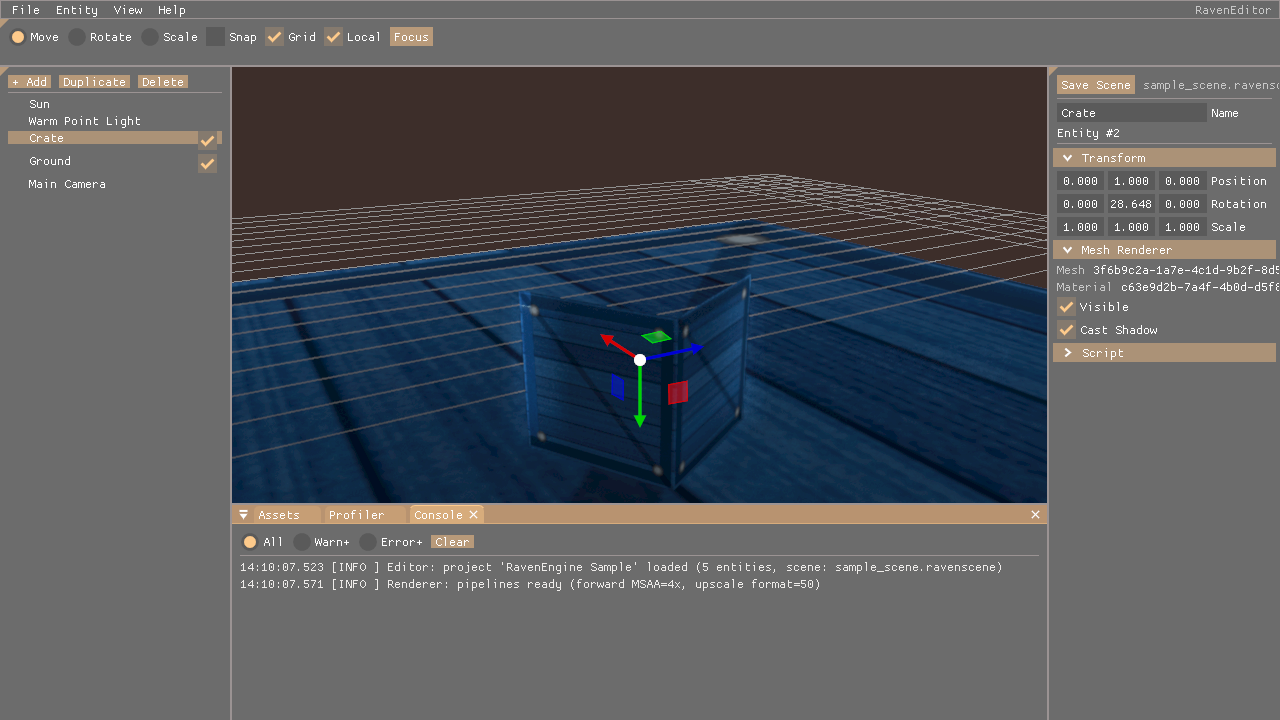 File Entity View Help RavenEditor
Move Rotate Scale Snap Grid Local Focus
+ Add Duplicate Delete
Sun
Warm Point Light
Crate
Ground
Main Camera
Save Scene sample_scene.ravensc
Crate Name
Entity #2
Transform
0.000 1.000 0.000 Position
0.000 28.648 0.000 Rotation
1.000 1.000 1.000 Scale
Mesh Renderer
Mesh 3f6b9c2a-1a7e-4c1d-9b2f-8d5
Material c63e9d2b-7a4f-4b0d-d5f8
Visible
Cast Shadow
Script
Assets Profiler Console
All Warn+ Error+ Clear
14:10:07.523 [INFO ] Editor: project 'RavenEngine Sample' loaded (5 entities, scene: sample_scene.ravenscene)
14:10:07.571 [INFO ] Renderer: pipelines ready (forward MSAA=4x, upscale format=50)